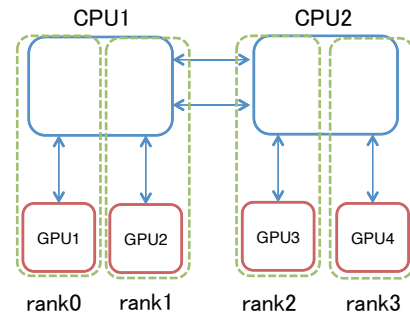 CPU1 CPU2
GPU1 GPU2 GPU3 GPU4
rank0 rank1 rank2 rank3